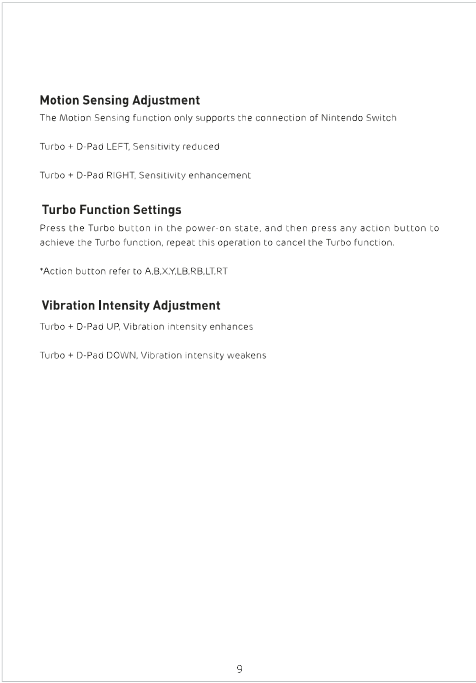 Motion Sensing Adjustment
The Motion Sensing function only supports the connection of Nintendo Switch
Turbo + D-Pad LEFT, Sensitivity reduced
Turbo + D-Pad RIGHT, Sensitivity enhancement
Turbo Function Settings
Press the Turbo button in the power-on state, and then press any action button to
achieve the Turbo function, repeat this operation to cancel the Turbo function.
*Action button refer to A,B,X,Y,LB,RB,LT,RT
Vibration Intensity Adjustment
Turbo + D-Pad UP, Vibration intensity enhances
Turbo + D-Pad DOWN, Vibration intensity weakens
9